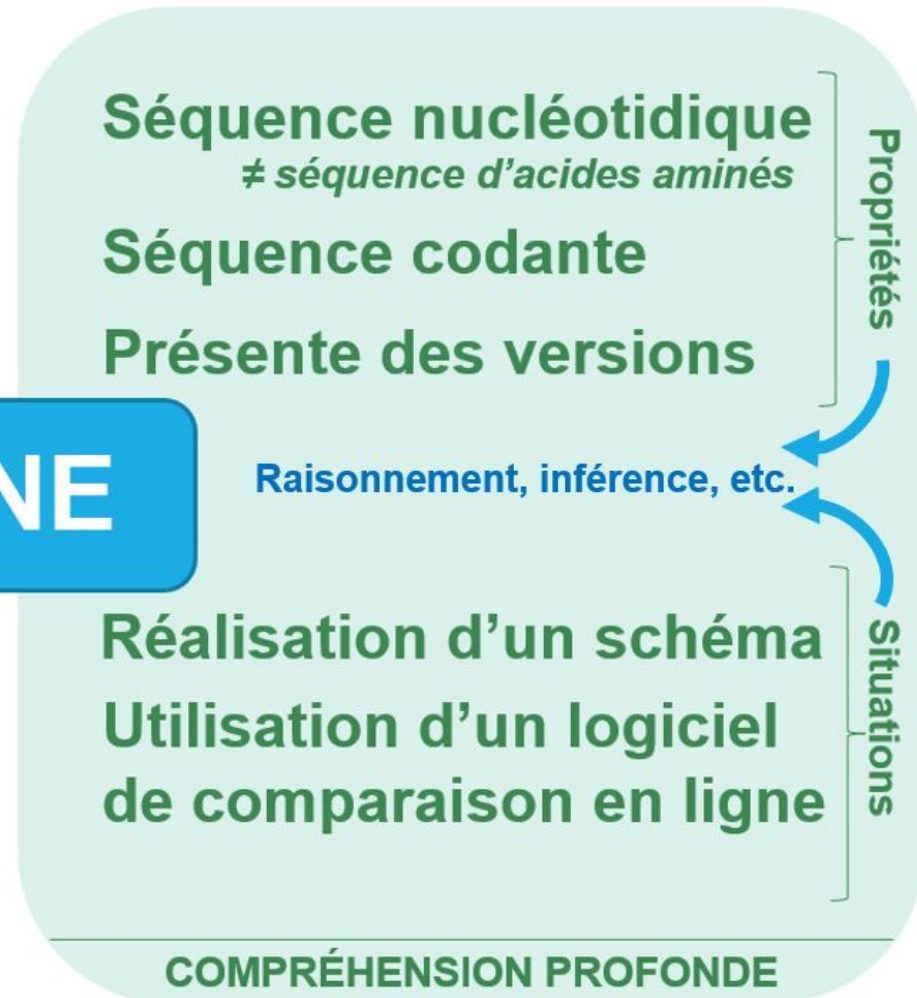 Séquence nucléotidique
≠ séquence d’acides aminés
Séquence codante
Présente des versions
Propriétés
NE
Raisonnement, inférence, etc.
Réalisation d’un schéma
Utilisation d’un logiciel
de comparaison en ligne
Situations
COMPRÉHENSION PROFONDE